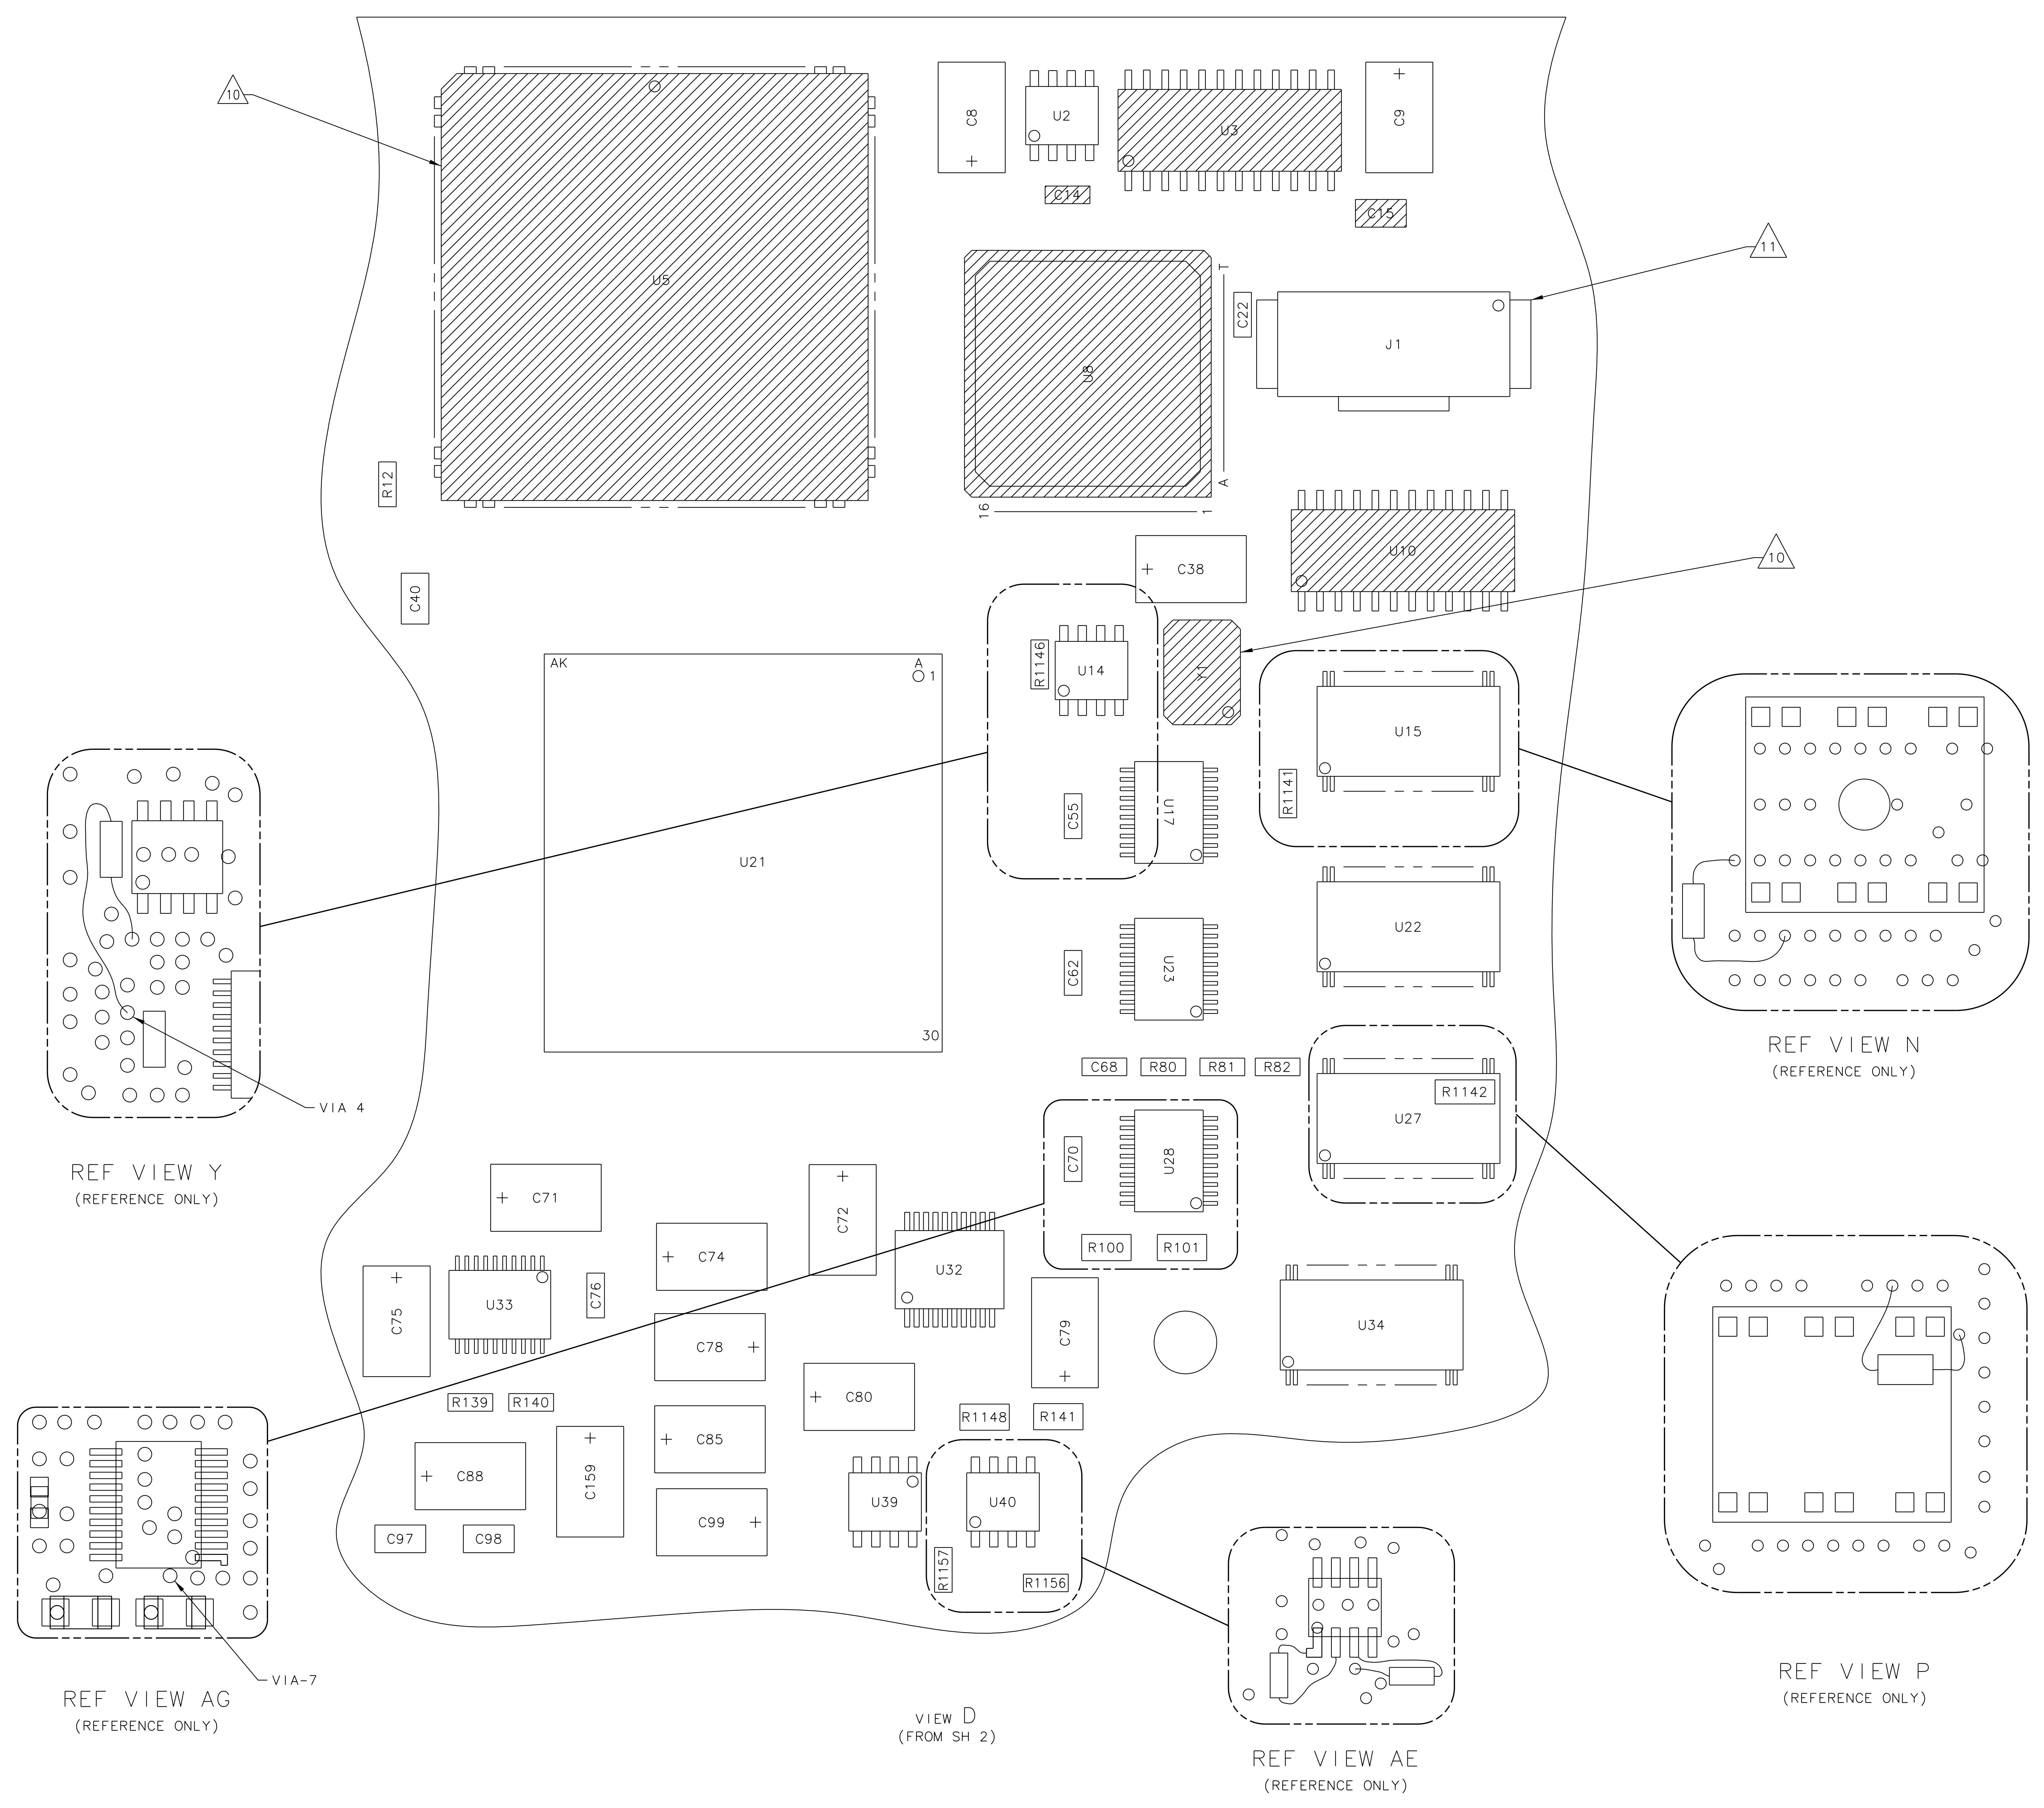 10
C8
+
U2
U3
+
C9
C14
C15
11
U5
T
C22
J1
U8
R12
A
16
1
U10
10
+ C38
C40
R1146
U14
Y1
AK
A
1
U15
R1141
C55
U17
U21
U22
C62
U23
30
REF VIEW N
(REFERENCE ONLY)
C68
R80
R81
R82
R1142
U27
VIA 4
REF VIEW Y
(REFERENCE ONLY)
C70
U28
+ C71
+
C72
R100
R101
+ C74
U32
+
C75
U33
C76
C78 +
C79
+
U34
+ C80
R139
R140
R1148
R141
+ C85
+ C88
+
C159
U39
U40
C99 +
C97
C98
R1157
R1156
VIA-7
REF VIEW AG
(REFERENCE ONLY)
VIEW D
(FROM SH 2)
REF VIEW P
(REFERENCE ONLY)
REF VIEW AE
(REFERENCE ONLY)